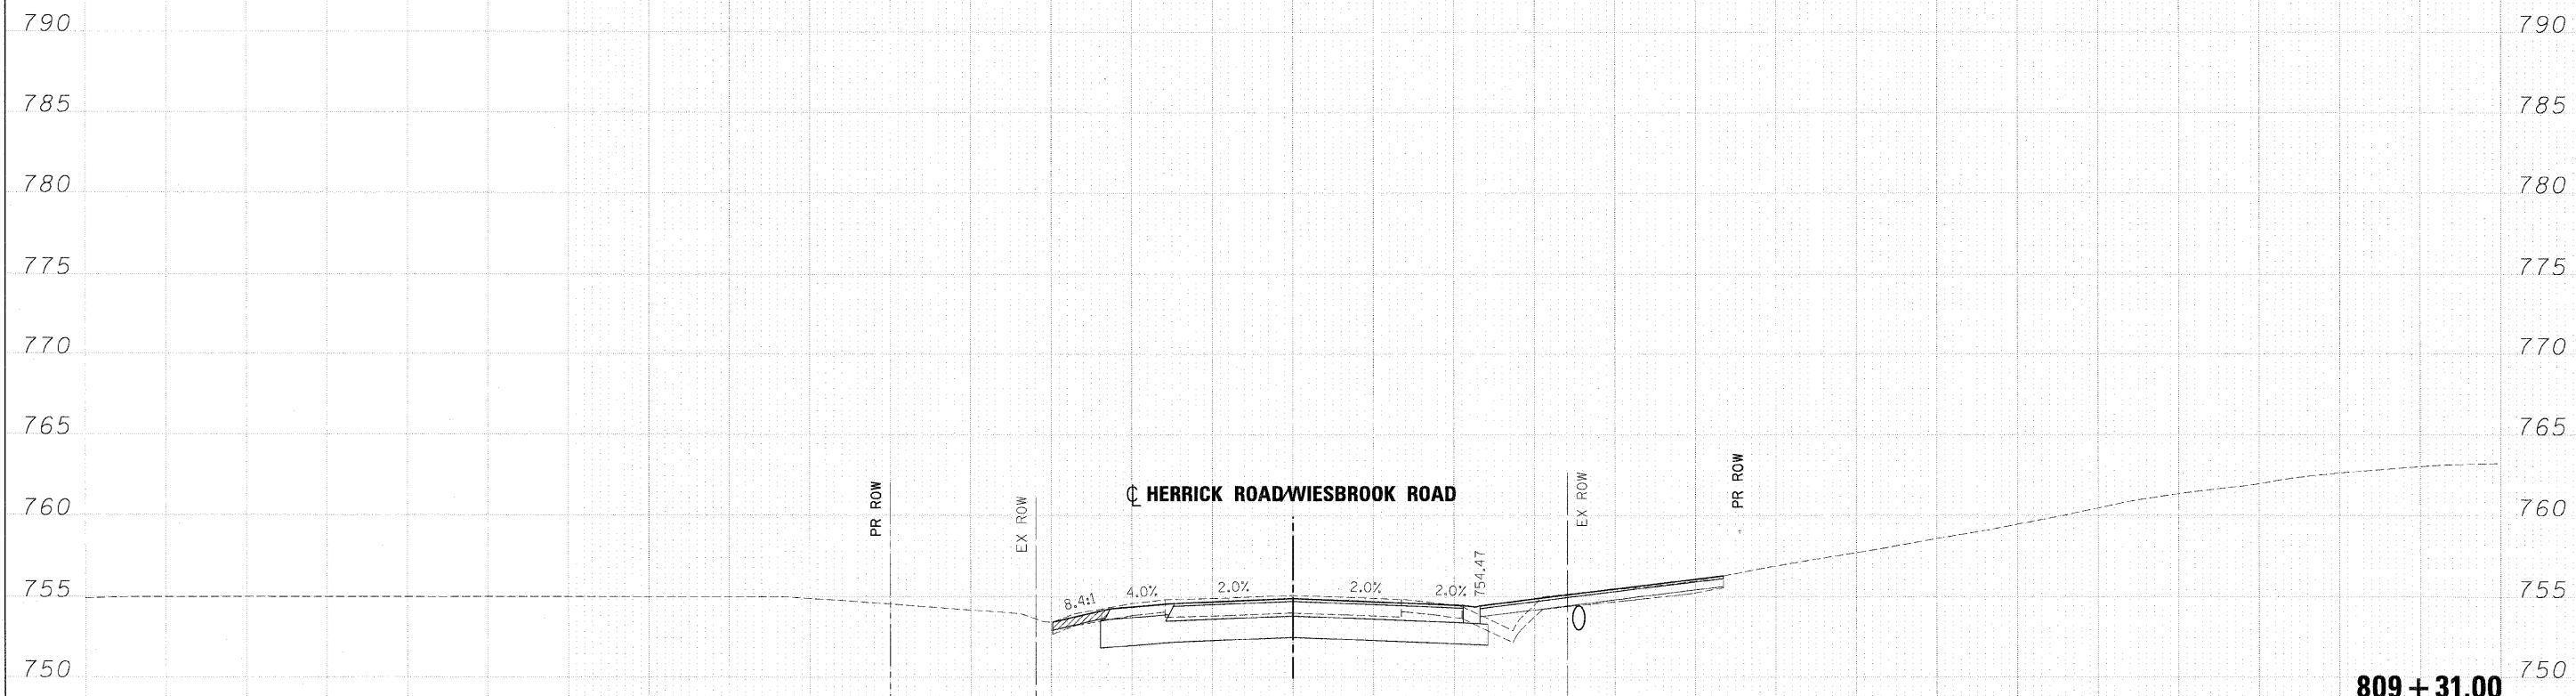 790 790
785 785
780 780
775 775
770 770
765 765
760 760
755 755
750 750
PR ROW
EX ROW
℄ HERRICK ROAD/WIESBROOK ROAD
EX ROW
PR ROW
8.4:1 4.0% 2.0% 2.0% 2.0% 754.47
809 + 31.00